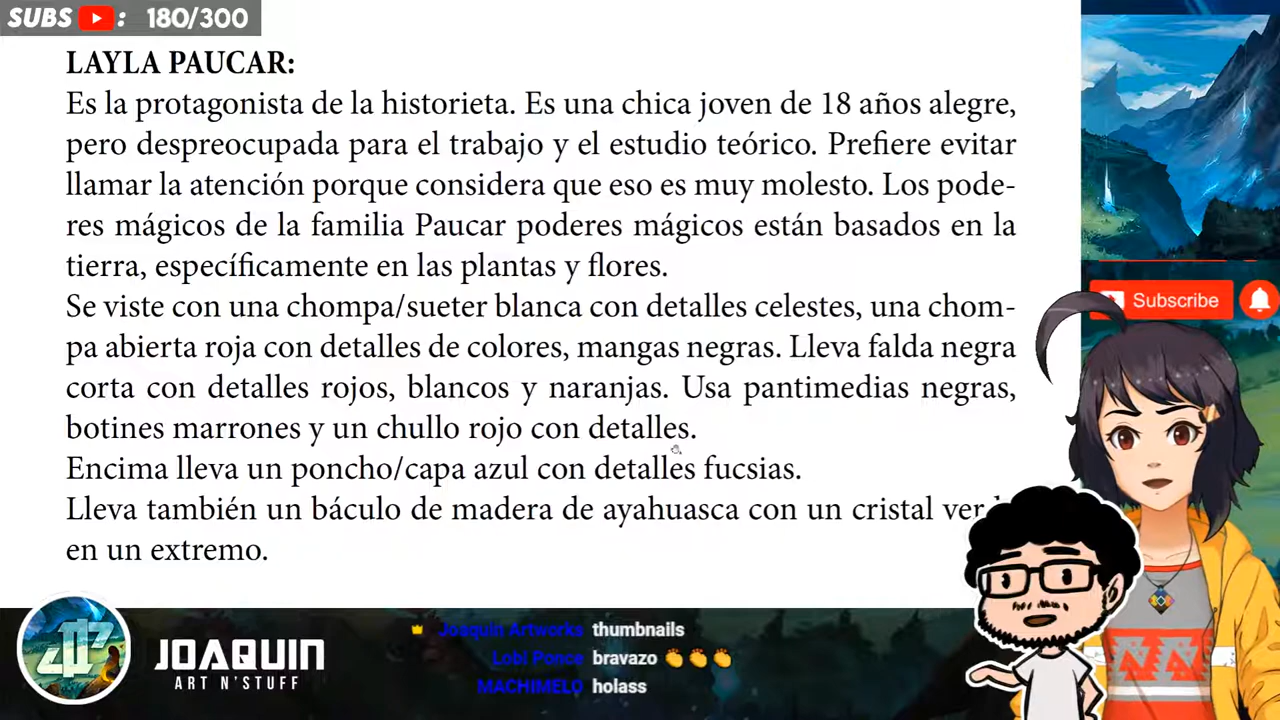 SUBS : 180/300
LAYLA PAUCAR:
Es la protagonista de la historieta. Es una chica joven de 18 años alegre,
pero despreocupada para el trabajo y el estudio teórico. Prefiere evitar
llamar la atención porque considera que eso es muy molesto. Los pode-
res mágicos de la familia Paucar poderes mágicos están basados en la
tierra, específicamente en las plantas y flores.
Se viste con una chompa/sueter blanca con detalles celestes, una chom-
pa abierta roja con detalles de colores, mangas negras. Lleva falda negra
corta con detalles rojos, blancos y naranjas. Usa pantimedias negras,
botines marrones y un chullo rojo con detalles.
Encima lleva un poncho/capa azul con detalles fucsias.
Lleva también un báculo de madera de ayahuasca con un cristal
en un extremo.
Subscribe
JOAQUIN
ART N'STUFF
Joaquin Artworks thumbnails
Lobi Ponce bravazo 👏👏👏
MACHIMELO holass